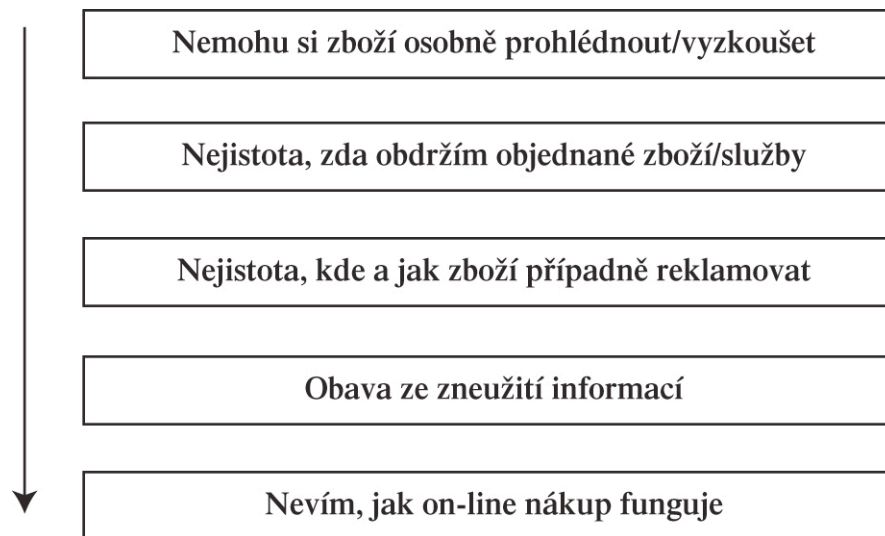 Nemohu si zboží osobně prohlédnout/vyzkoušet
Nejistota, zda obdržím objednané zboží/služby
Nejistota, kde a jak zboží případně reklamovat
Obava ze zneužití informací
Nevím, jak on-line nákup funguje